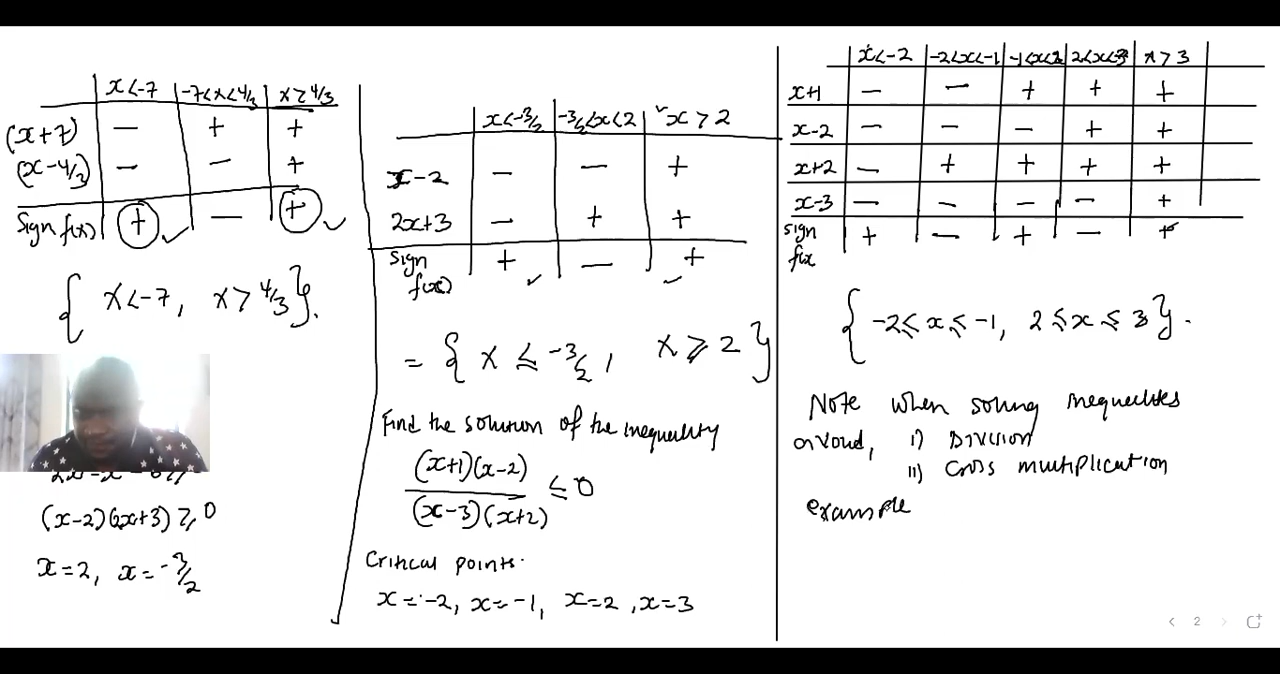 x<-7 | -7<x<4/3 | x≥4/3
(x+7) − + +
(x-4/3) − − +
Sign f(x) + ✓ − + ✓
{ x<-7, x>4/3 }.
(x-2)(2x+3)≥0
x=2, x=-3/2
x<-3/2 | -3/2<x<2 | x>2
x-2 − − +
2x+3 − + +
Sign f(x) + ✓ − + ✓
= { x ≤ -3/2, x ≥ 2 }
Find the solution of the inequality
(x+1)(x-2)
(x-3)(x+2) ≤ 0
Critical points.
x=-2, x=-1, x=2, x=3
x<-2 | -2<x<-1 | -1<x<2 | 2<x<3 | x>3
x+1 − − + + +
x-2 − − − + +
x+2 − + + + +
x-3 − − − − +
sign f(x + − + − +
{ -2≤x≤-1, 2≤x≤3 }.
Note when solving inequalities
avoid, i) Division
ii) Cross multiplication
example
2